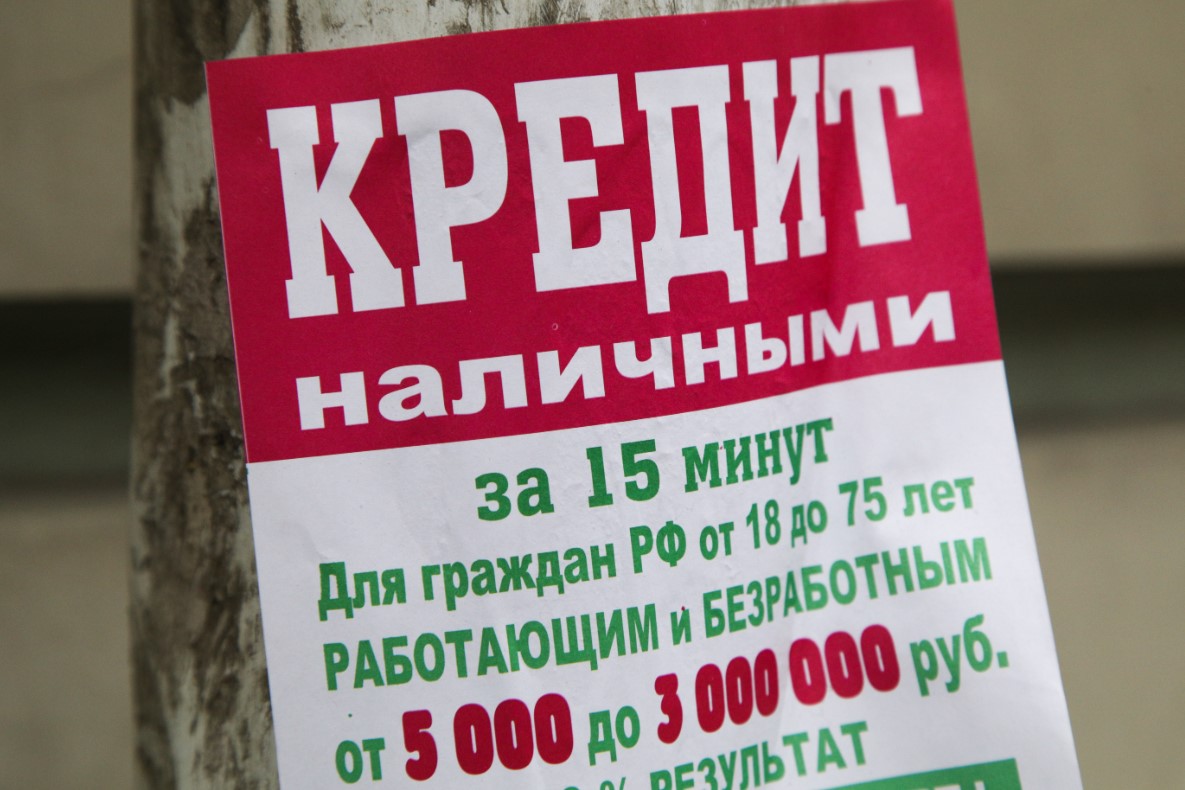 КРЕДИТ
наличными
за 15 минут
Для граждан РФ от 18 до 75 лет
РАБОТАЮЩИМ и БЕЗРАБОТНЫМ
от 5 000 до 3 000 000 руб.
% РЕЗУЛЬТАТ